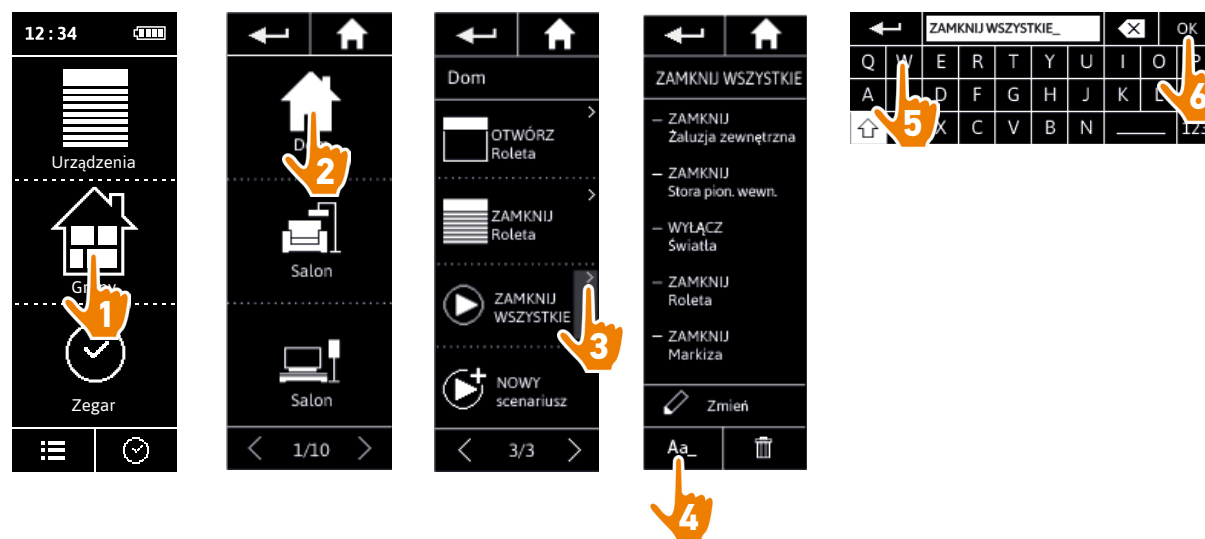 12:34
Urządzenia
Zegar
1
2
Salon
Salon
1/10
Dom
OTWÓRZ
Roleta
ZAMKNIJ
Roleta
ZAMKNIJ
WSZYSTKIE
3
NOWY
scenariusz
3/3
ZAMKNIJ WSZYSTKIE
– ZAMKNIJ
Żaluzja zewnętrzna
– ZAMKNIJ
Stora pion. wewn.
– WYŁĄCZ
Światła
– ZAMKNIJ
Roleta
– ZAMKNIJ
Markiza
Zmień
Aa_
4
ZAMKNIJ WSZYSTKIE_
OK
Q W E R T Y U I O P
A D F G H J K L
X C V B N 123
5
6